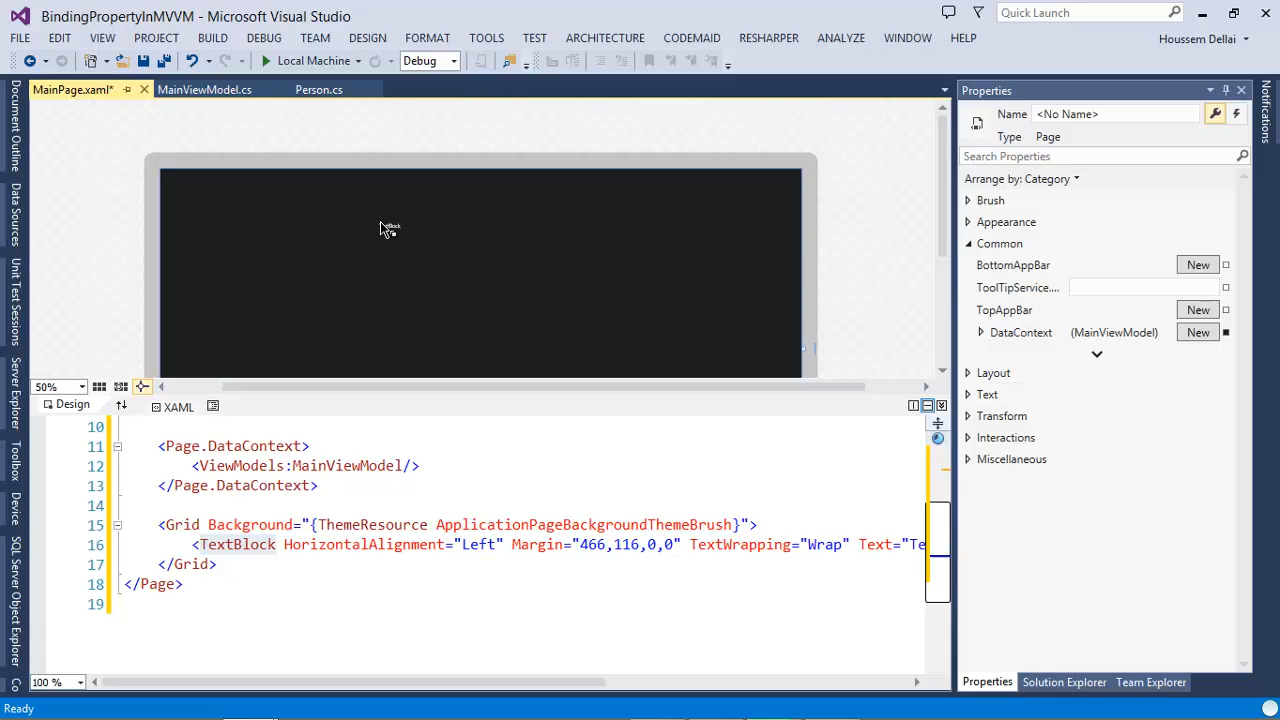 BindingPropertyInMVVM - Microsoft Visual Studio
Quick Launch
FILE EDIT VIEW PROJECT BUILD DEBUG TEAM DESIGN FORMAT TOOLS TEST ARCHITECTURE CODEMAID RESHARPER ANALYZE WINDOW HELP
Houssem Dellai
Local Machine
Debug
MainPage.xaml*
MainViewModel.cs
Person.cs
Document Outline
Data Sources
Unit Test Sessions
Server Explorer
Toolbox
Device
SQL Server Object Explorer
Co
50%
Design
XAML
10
11 <Page.DataContext>
12 <ViewModels:MainViewModel/>
13 </Page.DataContext>
14
15 <Grid Background="{ThemeResource ApplicationPageBackgroundThemeBrush}">
16 <TextBlock HorizontalAlignment="Left" Margin="466,116,0,0" TextWrapping="Wrap" Text="Te
17 </Grid>
18 </Page>
19
100 %
Properties
Name <No Name>
Type Page
Search Properties
Arrange by: Category
Brush
Appearance
Common
BottomAppBar New
ToolTipService....
TopAppBar New
DataContext (MainViewModel) New
Layout
Text
Transform
Interactions
Miscellaneous
Properties Solution Explorer Team Explorer
Notifications
Ready